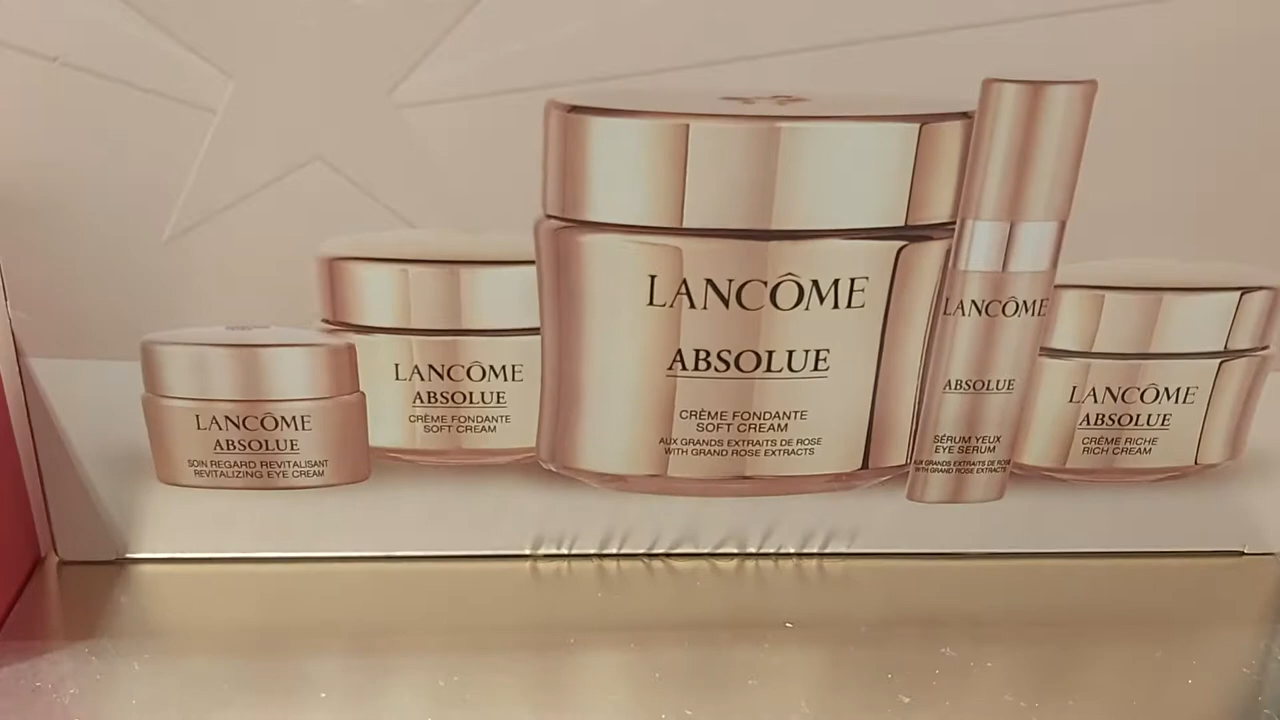 LANCÔME
ABSOLUE
SOIN REGARD REVITALISANT
REVITALIZING EYE CREAM
LANCÔME
ABSOLUE
CRÈME FONDANTE
SOFT CREAM
LANCÔME
ABSOLUE
CRÈME FONDANTE
SOFT CREAM
AUX GRANDS EXTRAITS DE ROSE
WITH GRAND ROSE EXTRACTS
LANCÔME
ABSOLUE
SÉRUM YEUX
EYE SERUM
AUX GRANDS EXTRAITS DE ROSE
WITH GRAND ROSE EXTRACTS
LANCÔME
ABSOLUE
CRÈME RICHE
RICH CREAM